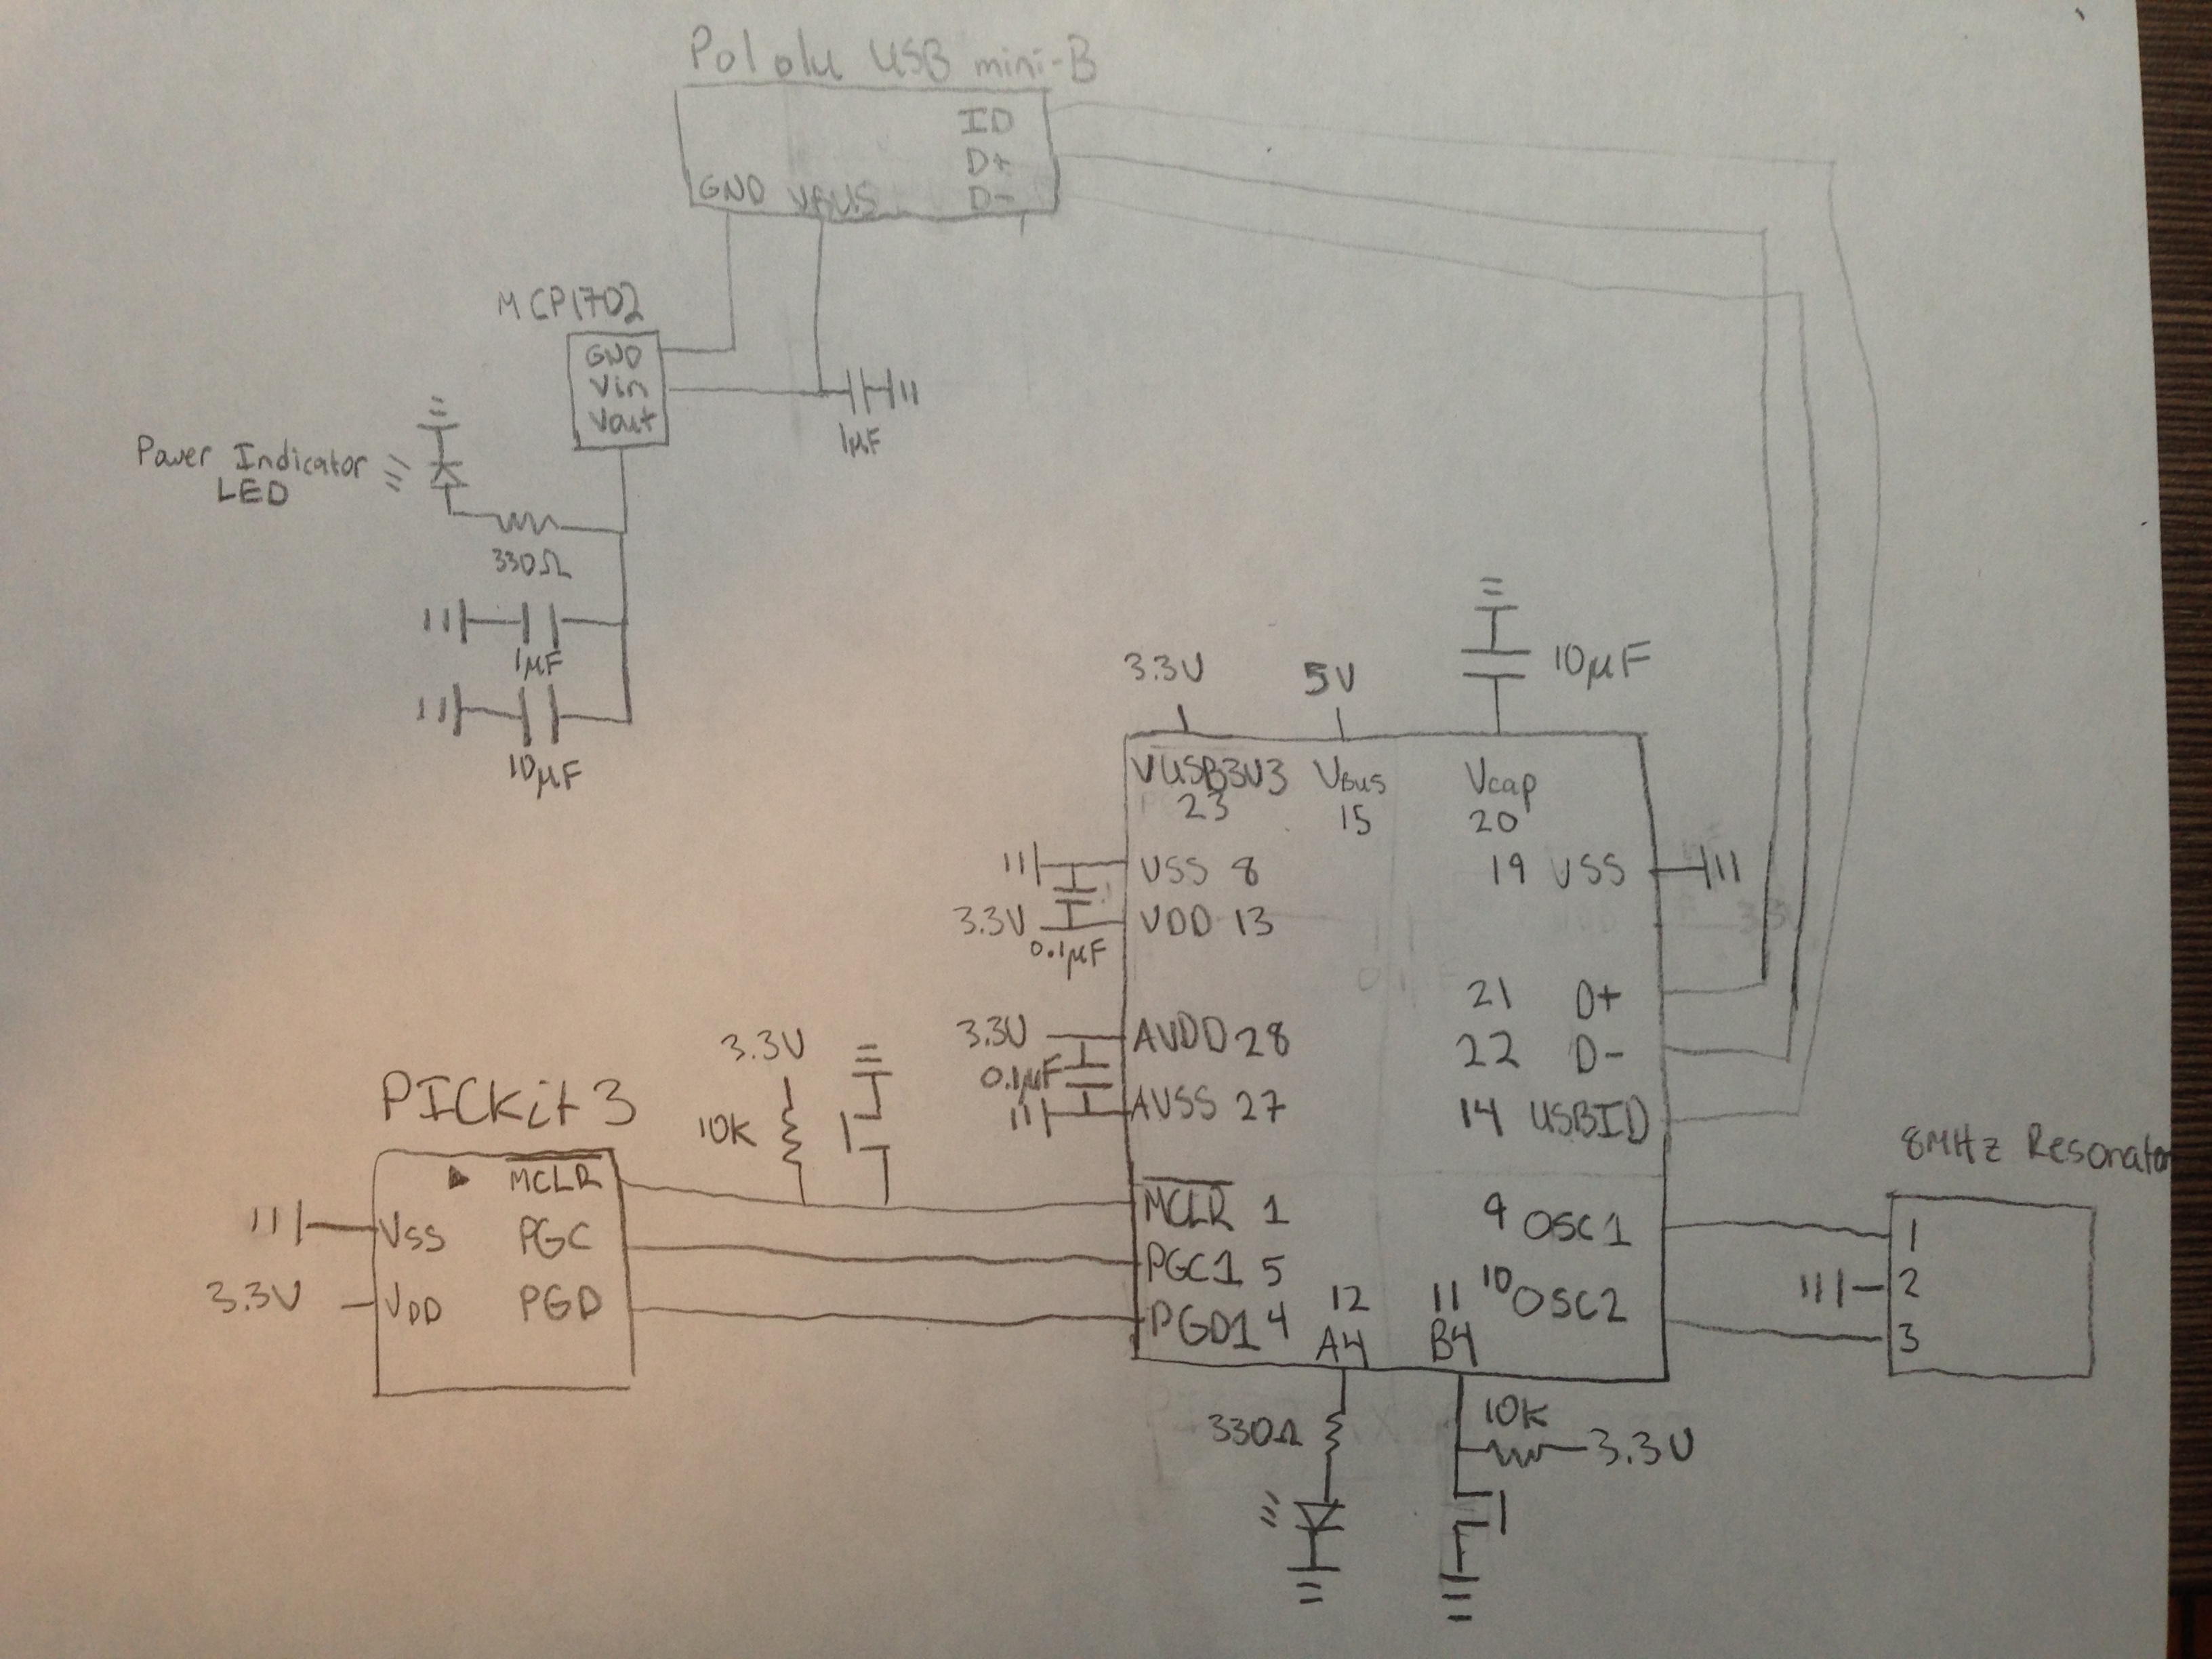 Pololu USB mini-B
ID
D+
GND VBUS D-
MCP1702
GND
Vin
Vout
1µF
Power Indicator
LED
330Ω
1µF
10µF
3.3V 5V 10µF
VUSB3V3 VBUS Vcap
23 15 20
VSS 8 19 VSS
3.3V VDD 13
0.1µF
21 D+
3.3V AVDD 28 22 D-
0.1µF
AVSS 27 14 USBID
3.3V
10K
PICkit 3
MCLR
VSS PGC
3.3V VDD PGD
MCLR 1 9 OSC1
PGC1 5 10 OSC2
PGD1 4 12 11
A4 B4
8MHz Resonator
1
2
3
330Ω 10K
3.3V